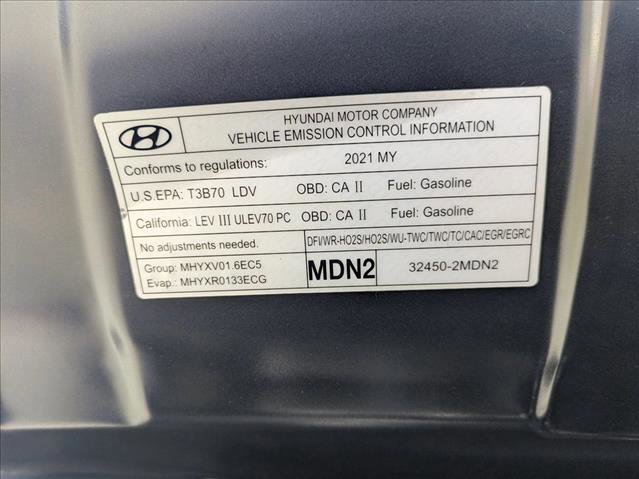 HYUNDAI MOTOR COMPANY
VEHICLE EMISSION CONTROL INFORMATION
Conforms to regulations: 2021 MY
U.S.EPA: T3B70 LDV OBD: CA II Fuel: Gasoline
California: LEV III ULEV70 PC OBD: CA II Fuel: Gasoline
No adjustments needed. DFI/WR-HO2S/HO2S/WU-TWC/TWC/TC/CAC/EGR/EGRC
Group: MHYXV01.6EC5
Evap.: MHYXR0133ECG
MDN2
32450-2MDN2